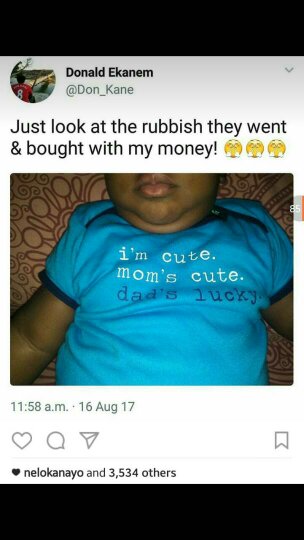 Donald Ekanem
@Don_Kane
Just look at the rubbish they went
& bought with my money! 🤭🤭🤭
85
i'm cute.
mom's cute.
dad's lucky.
11:58 a.m. · 16 Aug 17
nelokanayo and 3,534 others